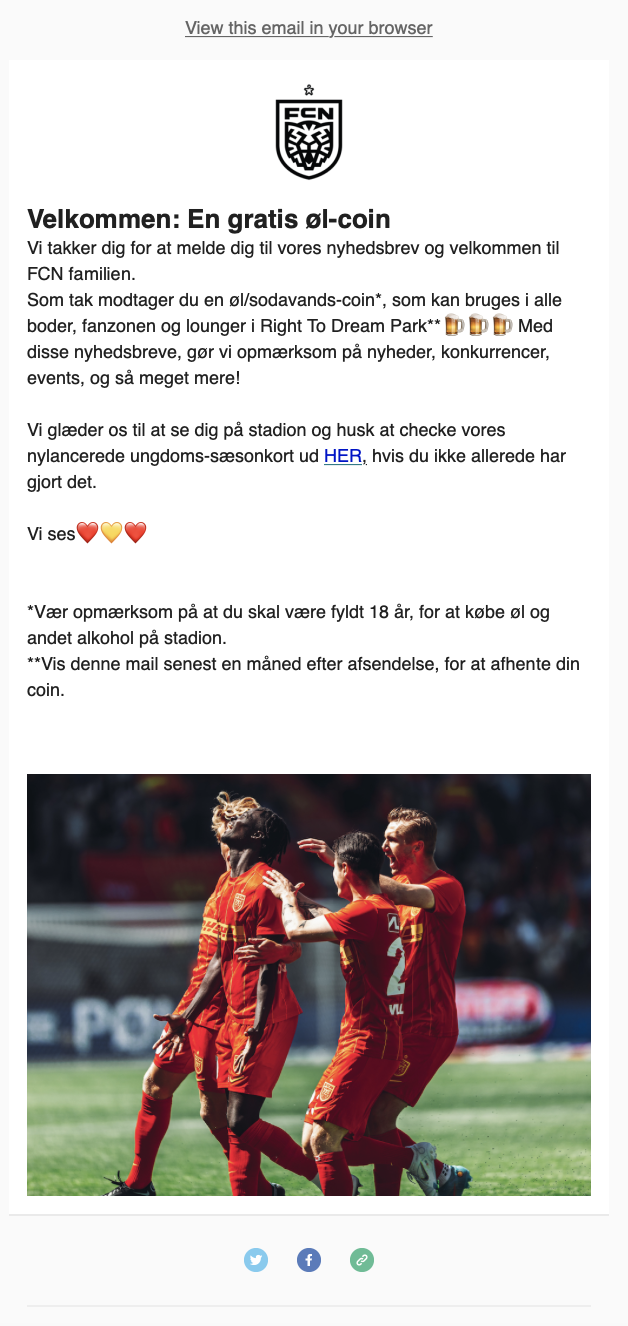 View this email in your browser
FCN
Velkommen: En gratis øl-coin
Vi takker dig for at melde dig til vores nyhedsbrev og velkommen til
FCN familien.
Som tak modtager du en øl/sodavands-coin*, som kan bruges i alle
boder, fanzonen og lounger i Right To Dream Park**🍺🍺🍺 Med
disse nyhedsbreve, gør vi opmærksom på nyheder, konkurrencer,
events, og så meget mere!
Vi glæder os til at se dig på stadion og husk at checke vores
nylancerede ungdoms-sæsonkort ud HER, hvis du ikke allerede har
gjort det.
Vi ses❤️💛❤️
*Vær opmærksom på at du skal være fyldt 18 år, for at købe øl og
andet alkohol på stadion.
**Vis denne mail senest en måned efter afsendelse, for at afhente din
coin.
2